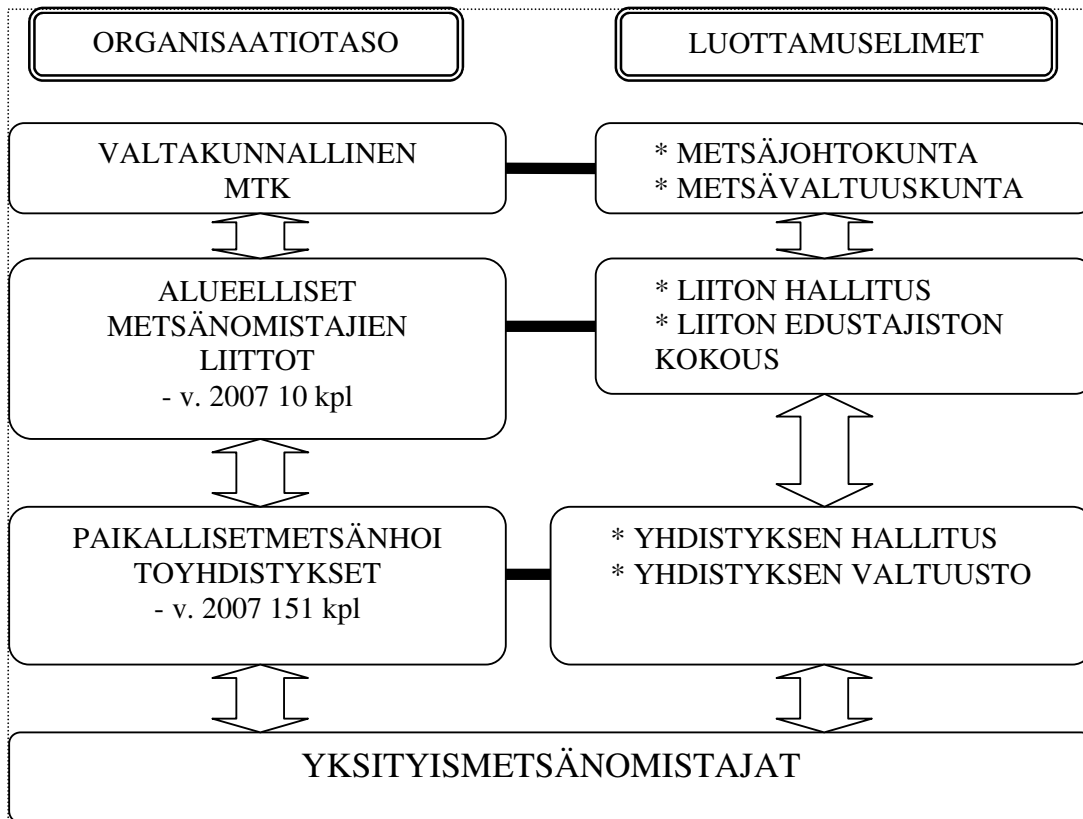 ORGANISAATIOTASO
LUOTTAMUSELIMET
VALTAKUNNALLINEN
MTK
* METSÄJOHTOKUNTA
* METSÄVALTUUSKUNTA
ALUEELLISET
METSÄNOMISTAJIEN
LIITTOT
- v. 2007 10 kpl
* LIITON HALLITUS
* LIITON EDUSTAJISTON
KOKOUS
PAIKALLISETMETSÄNHOI
TOYHDISTYKSET
- v. 2007 151 kpl
* YHDISTYKSEN HALLITUS
* YHDISTYKSEN VALTUUSTO
YKSITYISMETSÄNOMISTAJAT